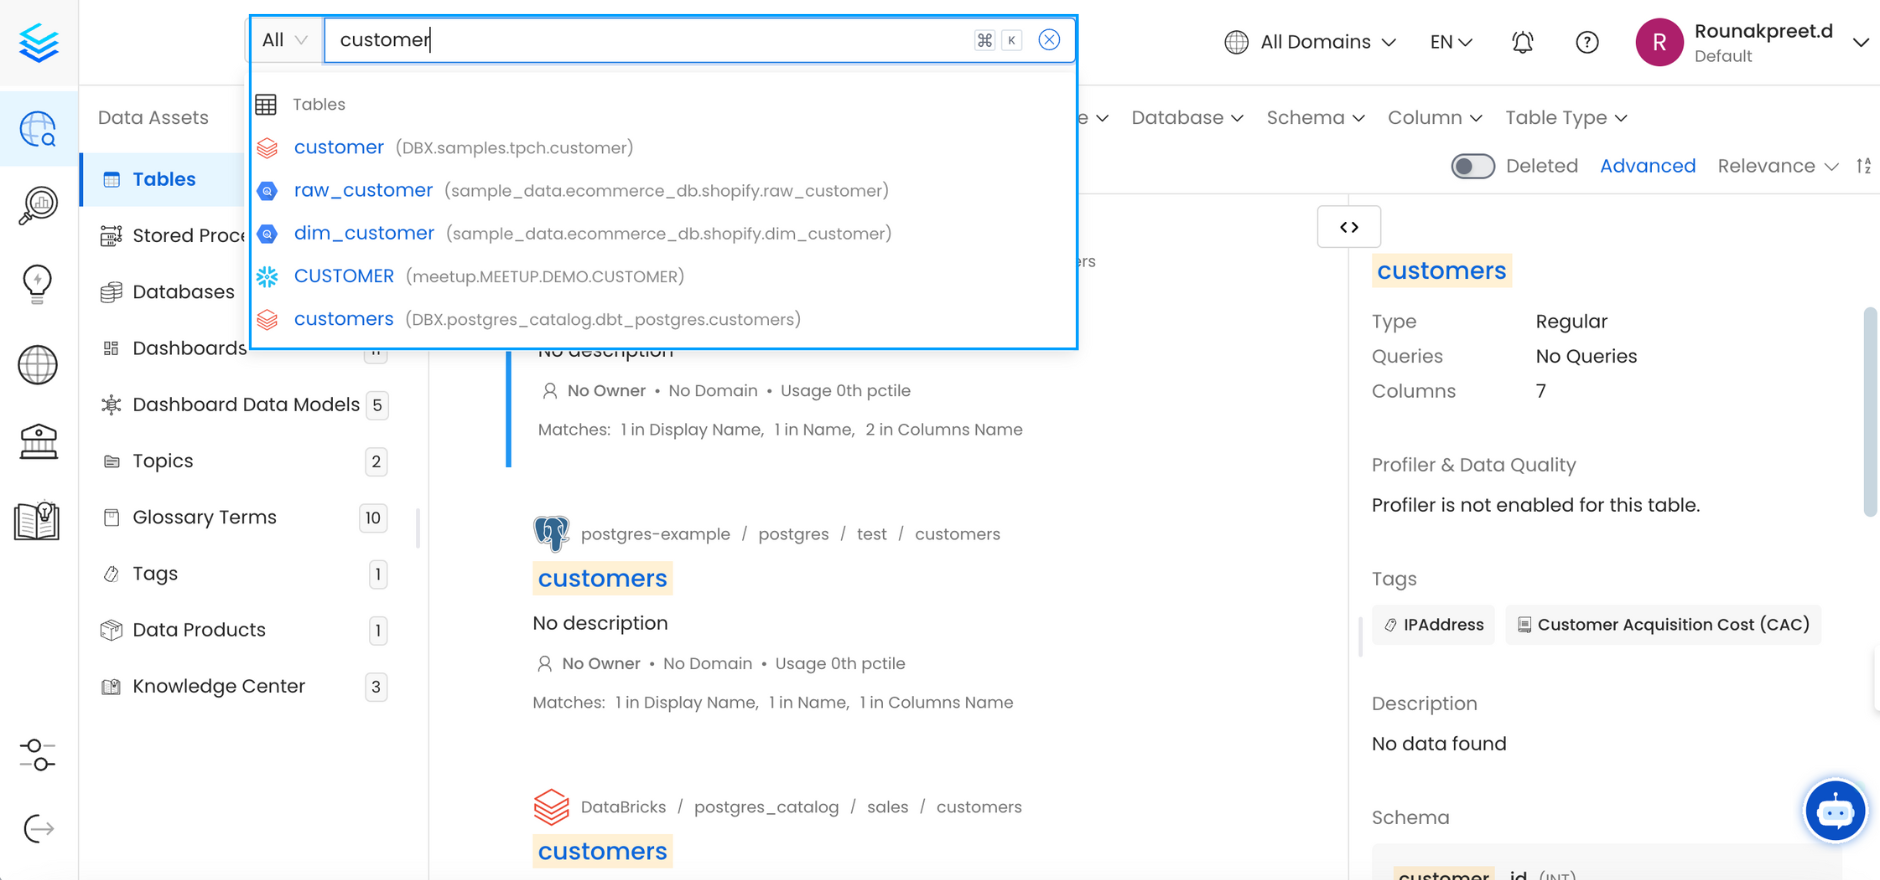 All customer ⌘ K
All Domains EN R Rounakpreet.d
Default
Tables
customer (DBX.samples.tpch.customer)
raw_customer (sample_data.ecommerce_db.shopify.raw_customer)
dim_customer (sample_data.ecommerce_db.shopify.dim_customer)
CUSTOMER (meetup.MEETUP.DEMO.CUSTOMER)
customers (DBX.postgres_catalog.dbt_postgres.customers)
Data Assets
e Database Schema Column Table Type
Deleted Advanced Relevance
Tables
Stored Proce
Databases
Dashboards
Dashboard Data Models 5
Topics 2
Glossary Terms 10
Tags 1
Data Products 1
Knowledge Center 3
ers
No description
No Owner • No Domain • Usage 0th pctile
Matches: 1 in Display Name, 1 in Name, 2 in Columns Name
postgres-example / postgres / test / customers
customers
No description
No Owner • No Domain • Usage 0th pctile
Matches: 1 in Display Name, 1 in Name, 1 in Columns Name
DataBricks / postgres_catalog / sales / customers
customers
<>
customers
Type Regular
Queries No Queries
Columns 7
Profiler & Data Quality
Profiler is not enabled for this table.
Tags
IPAddress Customer Acquisition Cost (CAC)
Description
No data found
Schema
customer_id (INT)